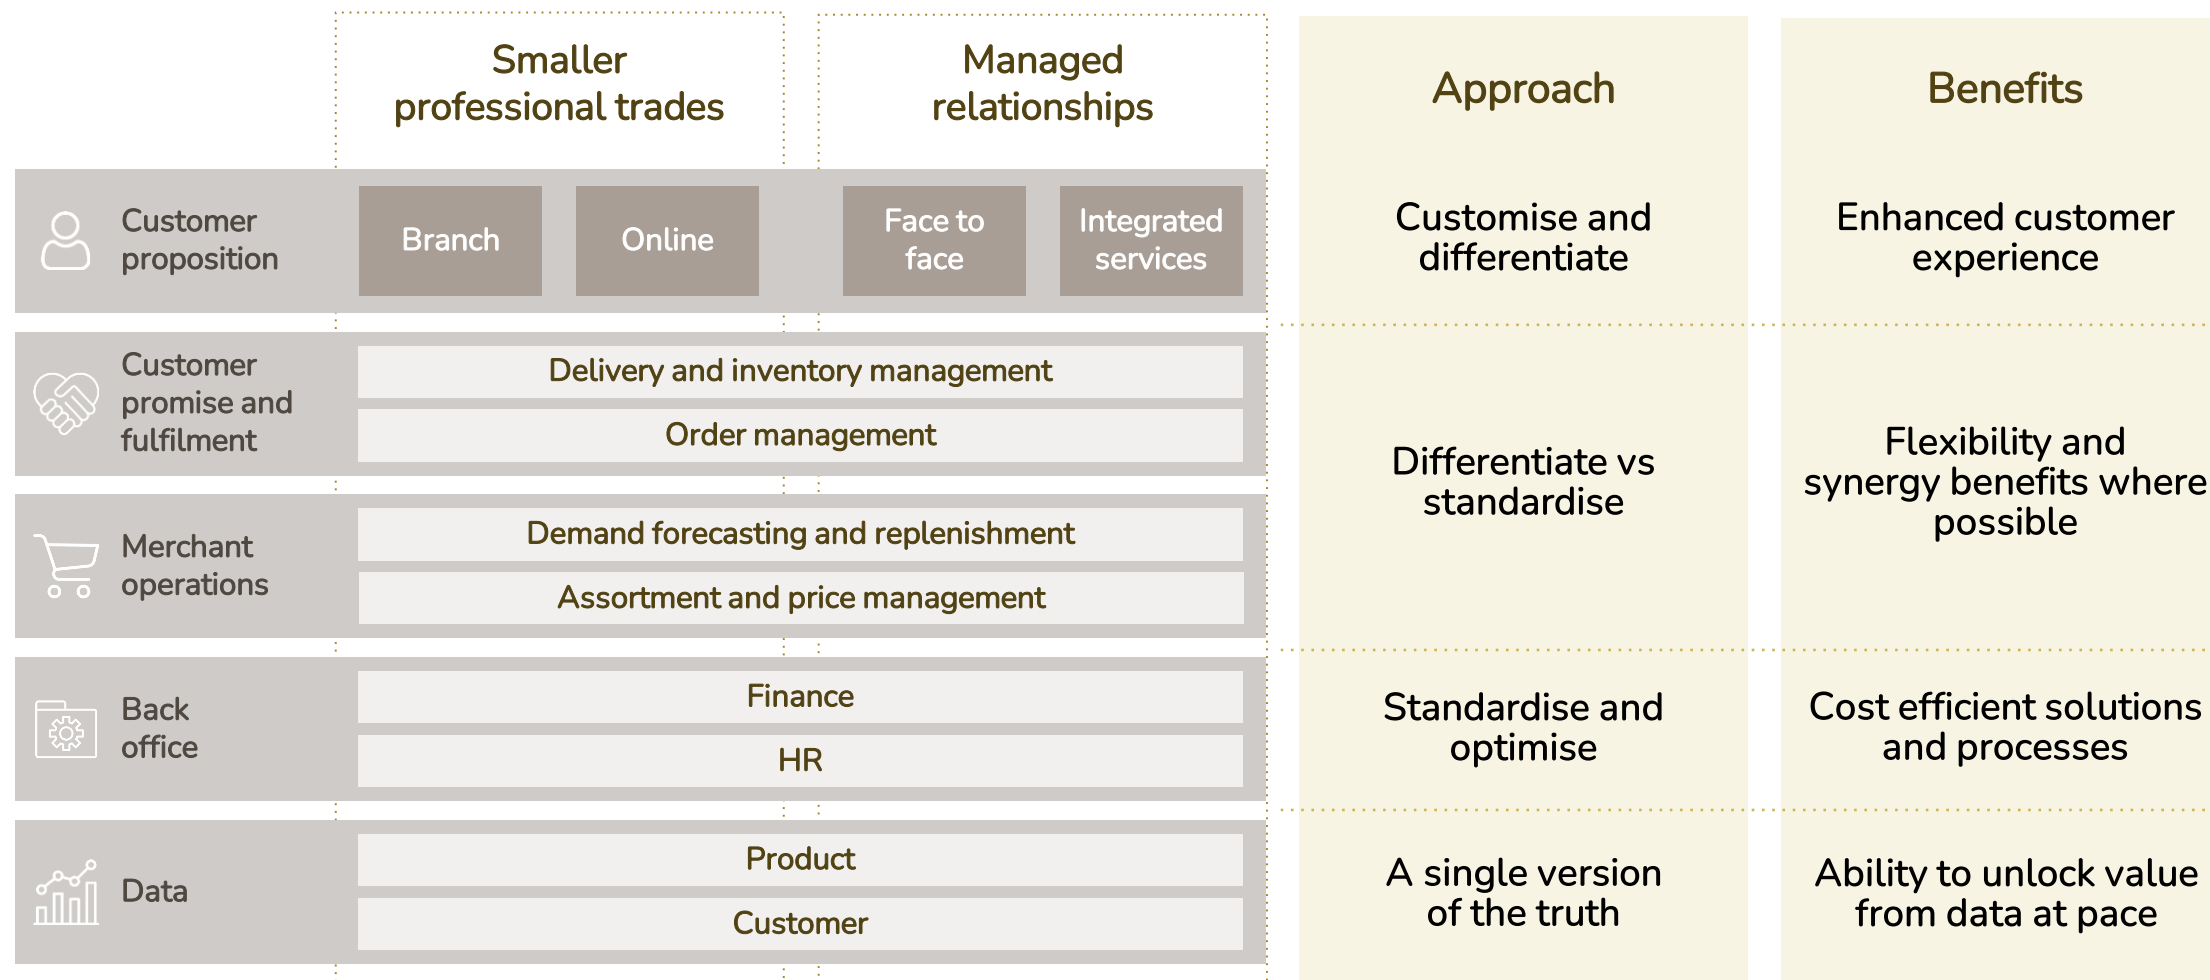 Smaller
professional trades
Managed
relationships
Approach
Benefits
Customer
proposition
Branch
Online
Face to
face
Integrated
services
Customise and
differentiate
Enhanced customer
experience
Customer
promise and
fulfilment
Delivery and inventory management
Order management
Differentiate vs
standardise
Flexibility and
synergy benefits where
possible
Merchant
operations
Demand forecasting and replenishment
Assortment and price management
Back
office
Finance
HR
Standardise and
optimise
Cost efficient solutions
and processes
Data
Product
Customer
A single version
of the truth
Ability to unlock value
from data at pace